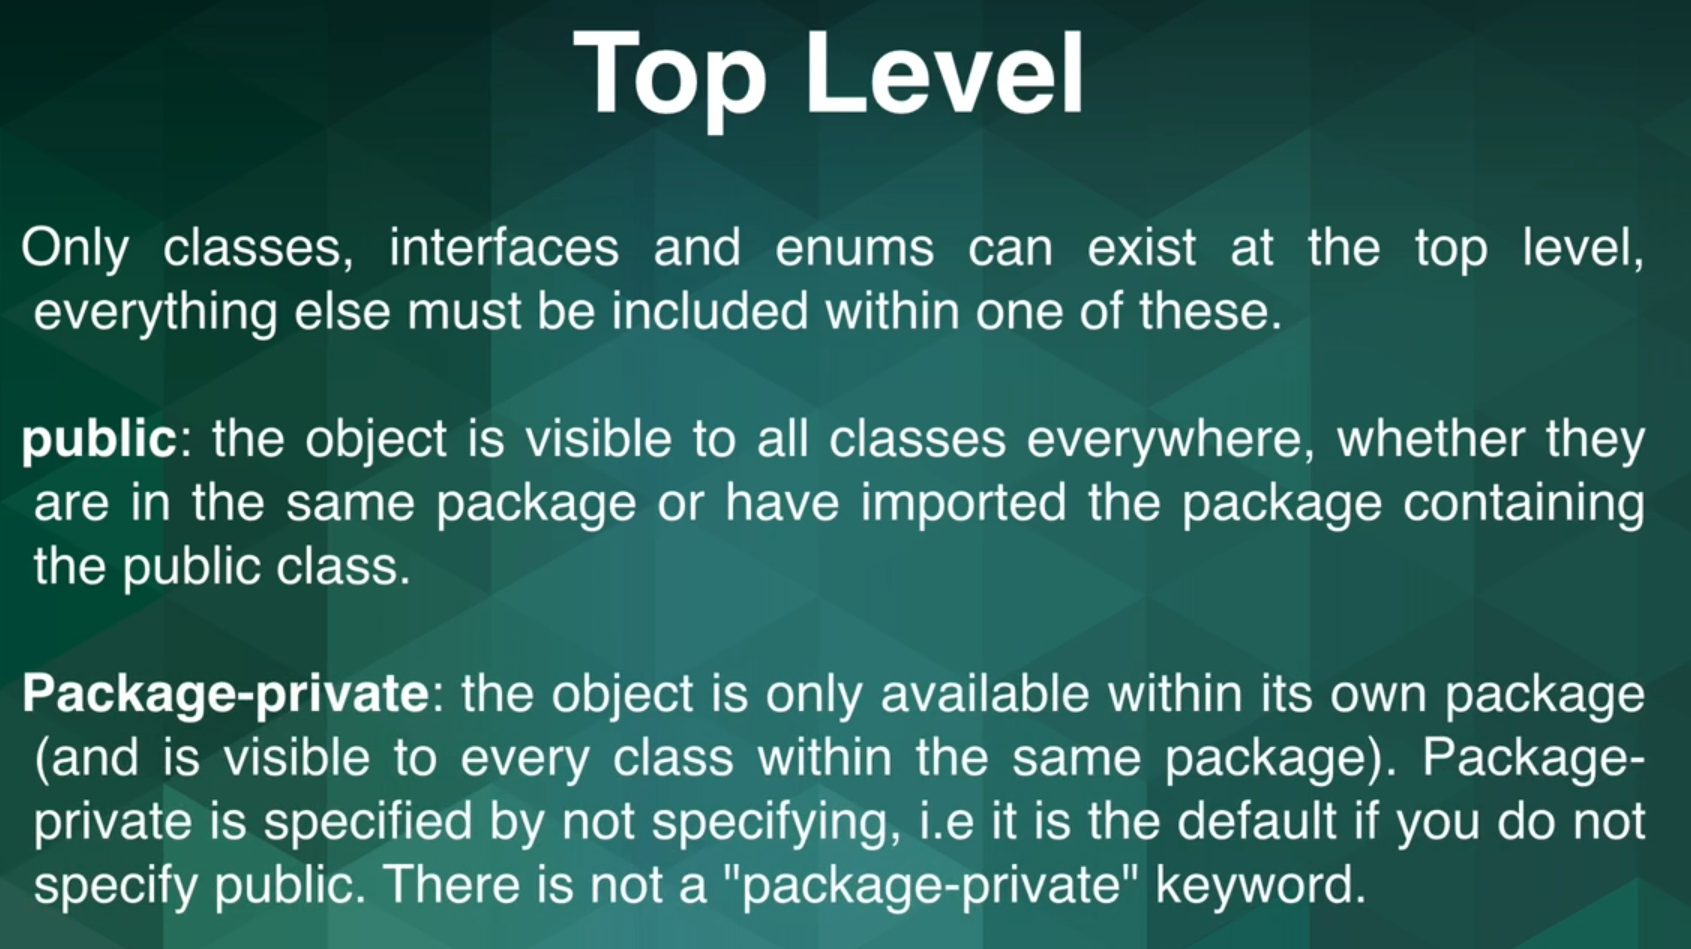 Top Level
Only classes, interfaces and enums can exist at the top level,
everything else must be included within one of these.
public: the object is visible to all classes everywhere, whether they
are in the same package or have imported the package containing
the public class.
Package-private: the object is only available within its own package
(and is visible to every class within the same package). Package-
private is specified by not specifying, i.e it is the default if you do not
specify public. There is not a "package-private" keyword.